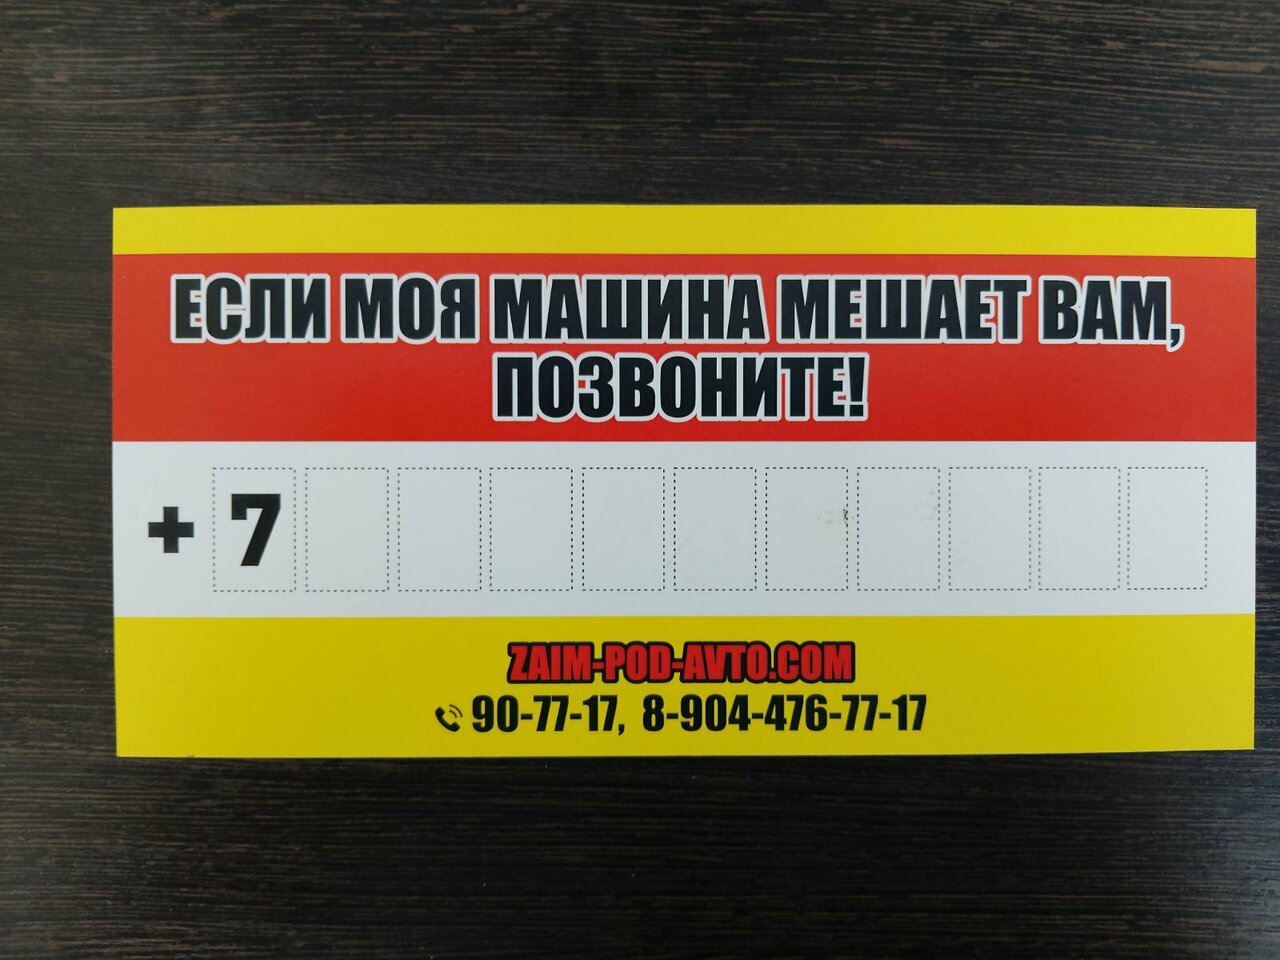 ЕСЛИ МОЯ МАШИНА МЕШАЕТ ВАМ,
ПОЗВОНИТЕ!
+ 7
ZAIM-POD-AVTO.COM
90-77-17, 8-904-476-77-17